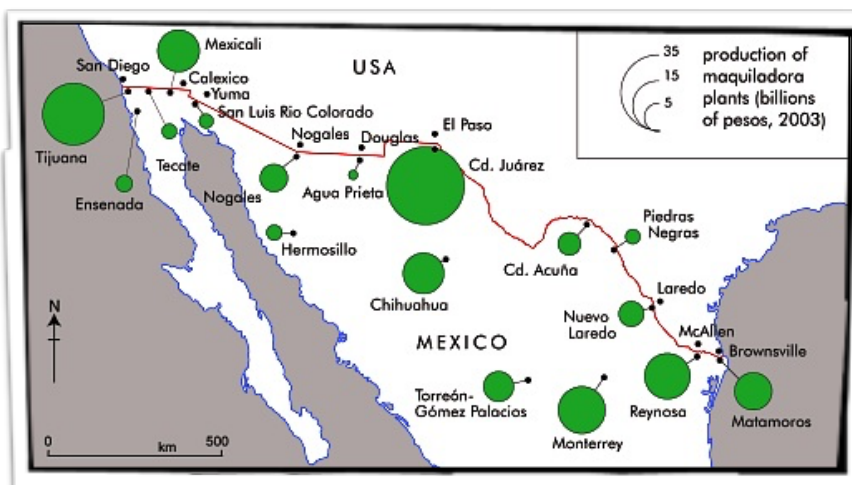 Mexicali
USA
35
15
5
production of
maquiladora
plants (billions
of pesos, 2003)
San Diego
Calexico
Yuma
San Luis Rio Colorado
Tijuana
Tecate
Ensenada
Nogales
Douglas
El Paso
Cd. Juárez
Nogales
Agua Prieta
Hermosillo
Chihuahua
Cd. Acuña
Piedras
Negras
Laredo
Nuevo
Laredo
McAllen
Brownsville
N
MEXICO
Torreón-
Gómez Palacios
Monterrey
Reynosa
Matamoros
0
500
km